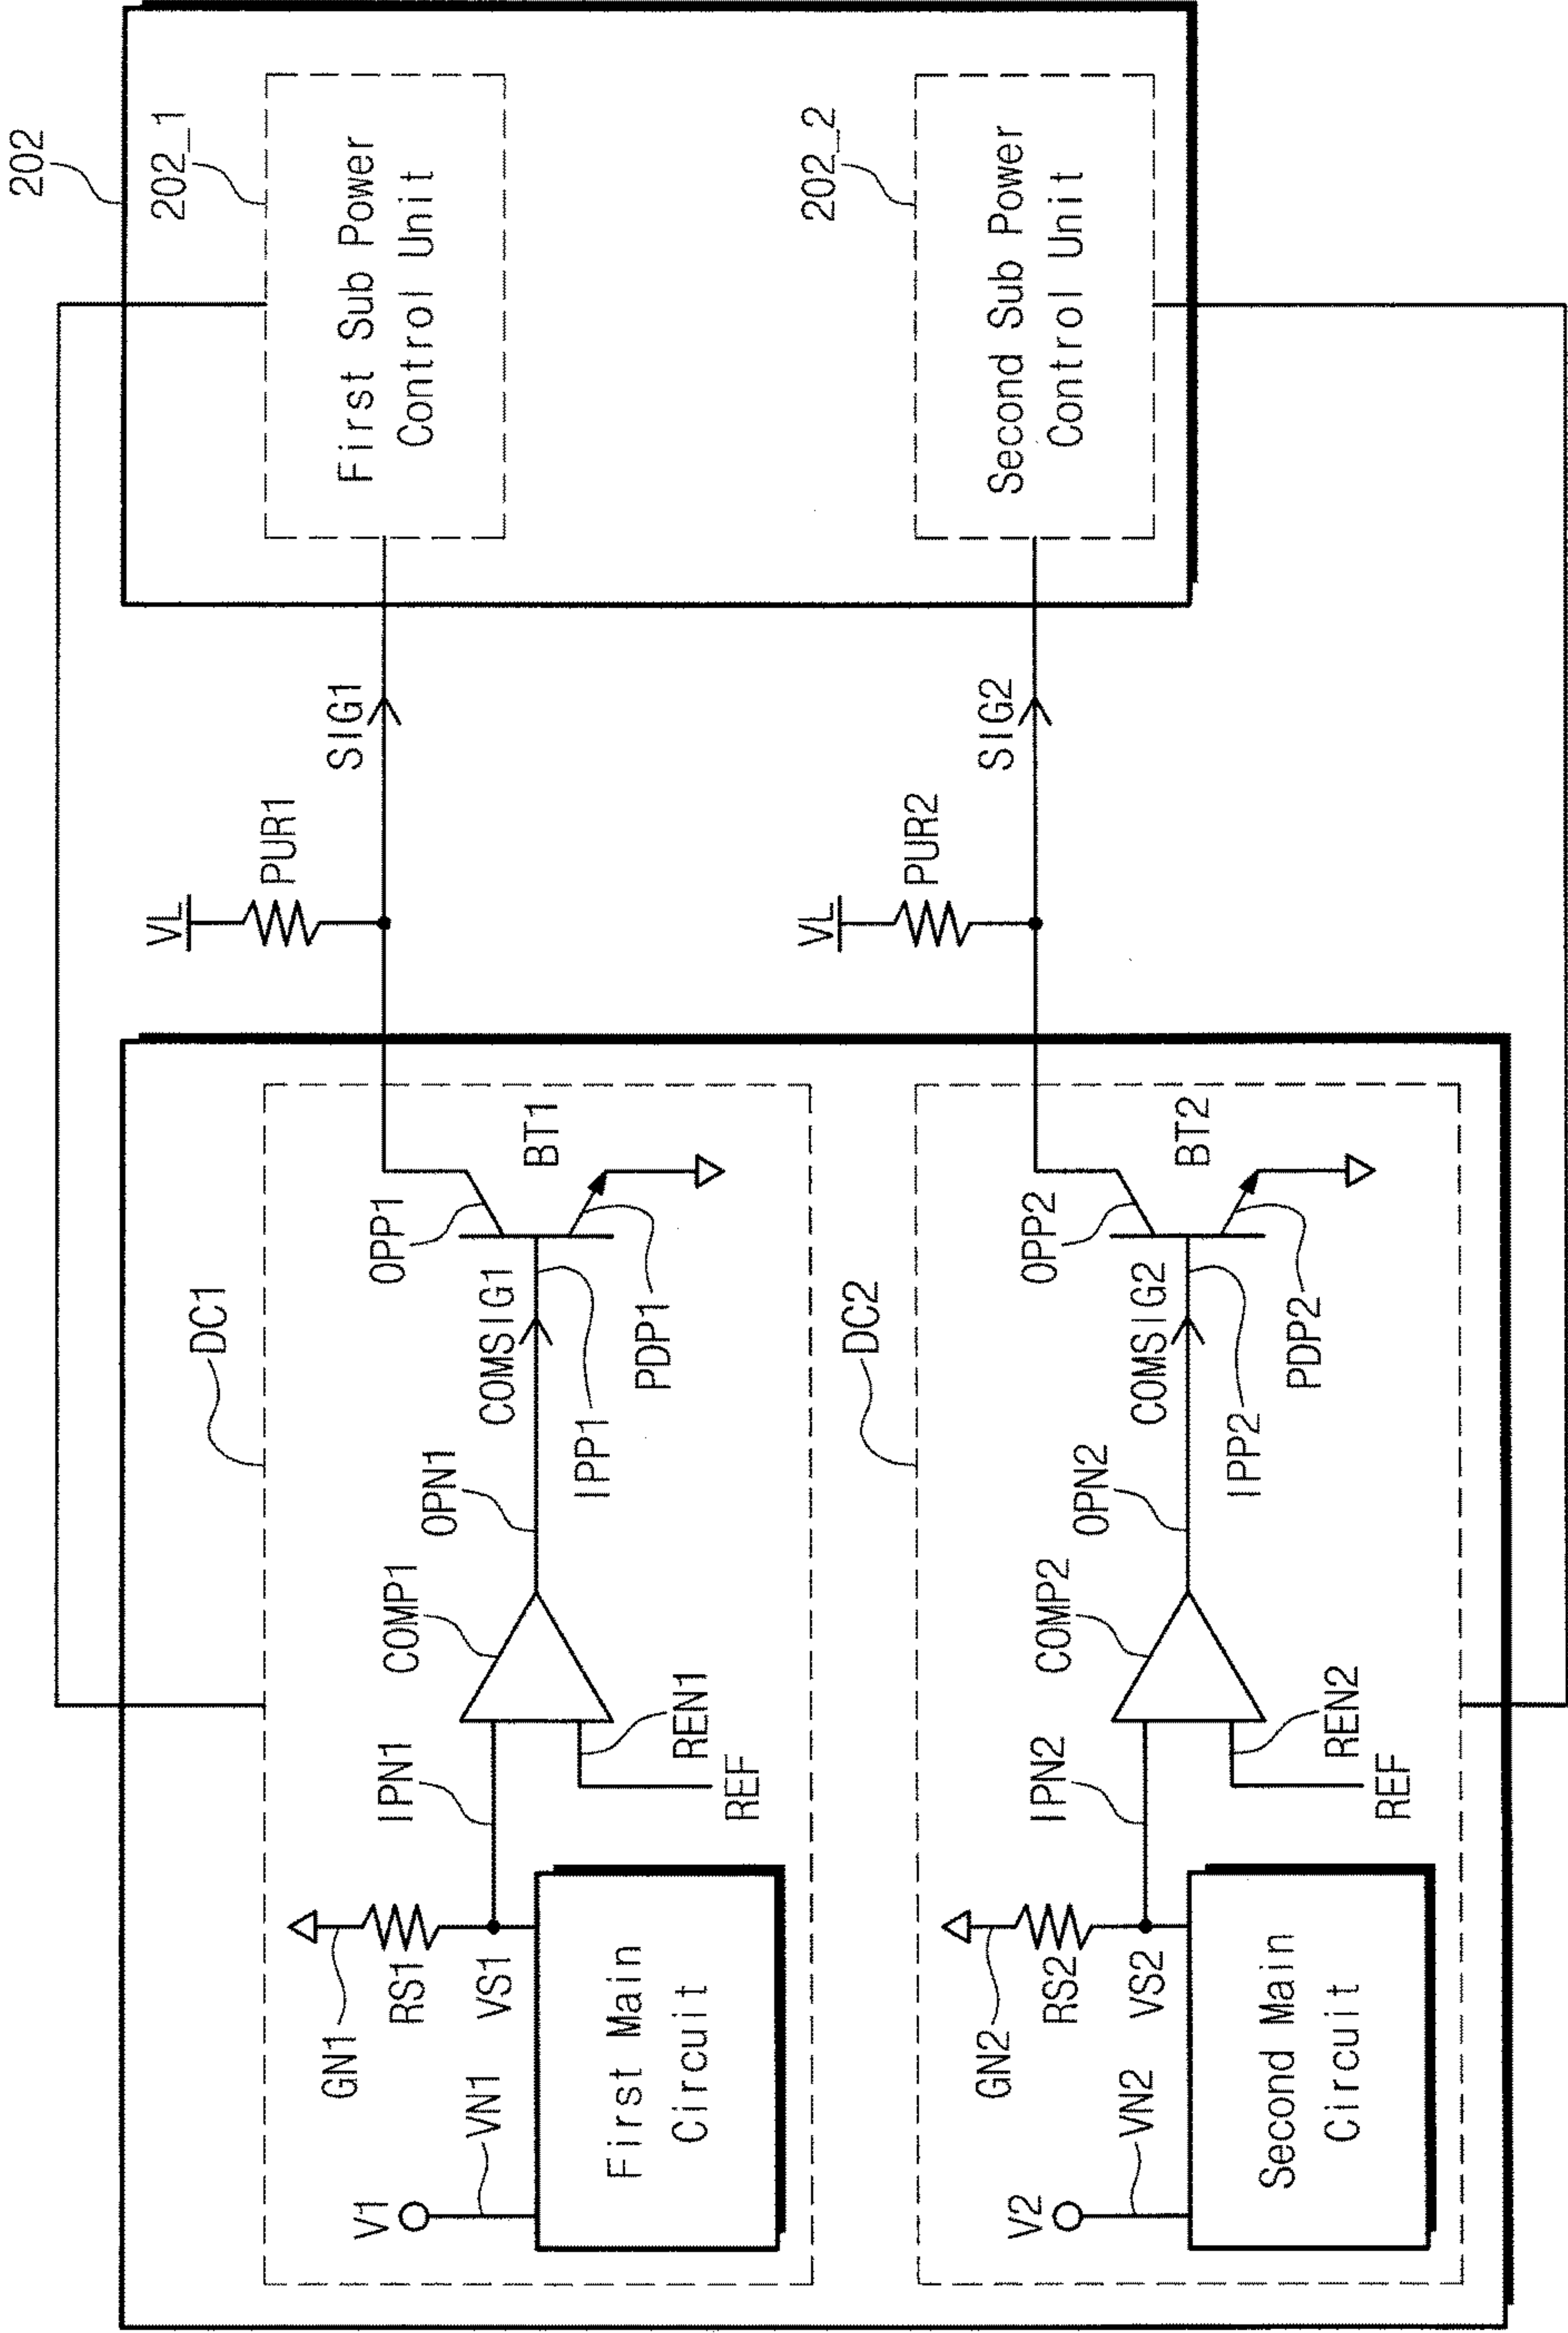 202
202_1
First Sub Power
Control Unit
202_2
Second Sub Power
Control Unit
SIG1
SIG2
VL
PUR1
VL
PUR2
DC1
OPP1
BT1
COMSIG1
IPP1
PDP1
OPN1
COMP1
IPN1
REN1
REF
GN1
RS1
VS1
V1
VN1
First Main
Circuit
DC2
OPP2
BT2
COMSIG2
IPP2
PDP2
OPN2
COMP2
IPN2
REN2
REF
GN2
RS2
VS2
V2
VN2
Second Main
Circuit